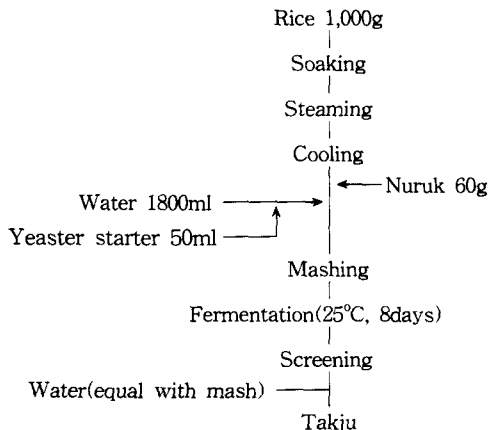 Rice 1,000g
Soaking
Steaming
Cooling
Nuruk 60g
Water 1800ml
Yeaster starter 50ml
Mashing
Fermentation(25°C, 8days)
Screening
Water(equal with mash)
Takju